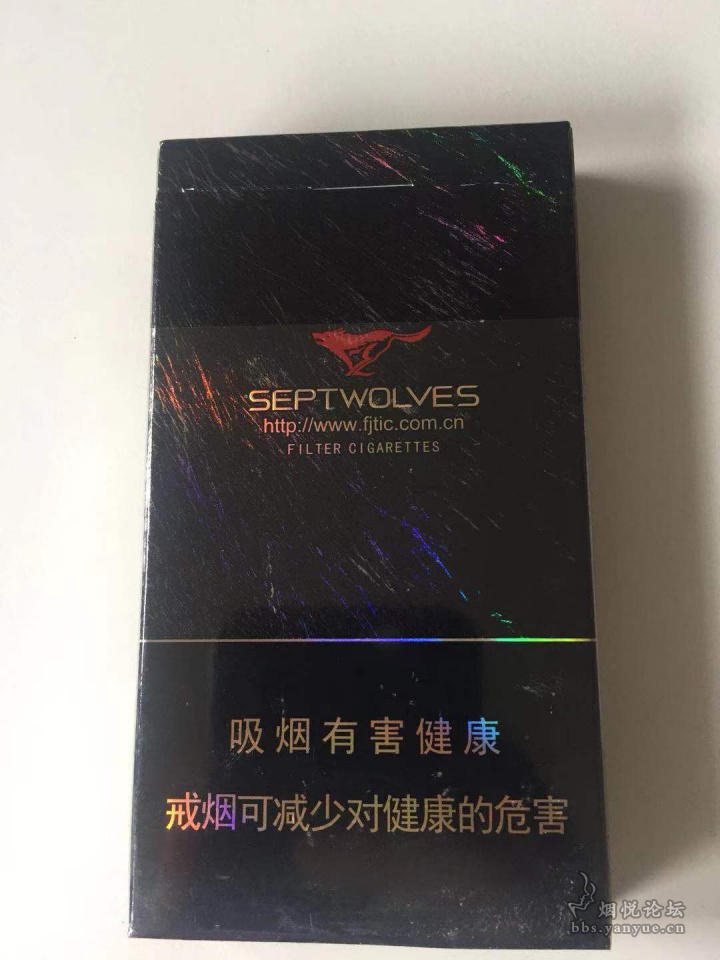 SEPTWOLVES
http://www.fjtic.com.cn
FILTER CIGARETTES
吸烟有害健康
戒烟可减少对健康的危害
烟悦论坛
bbs.yanyue.cn